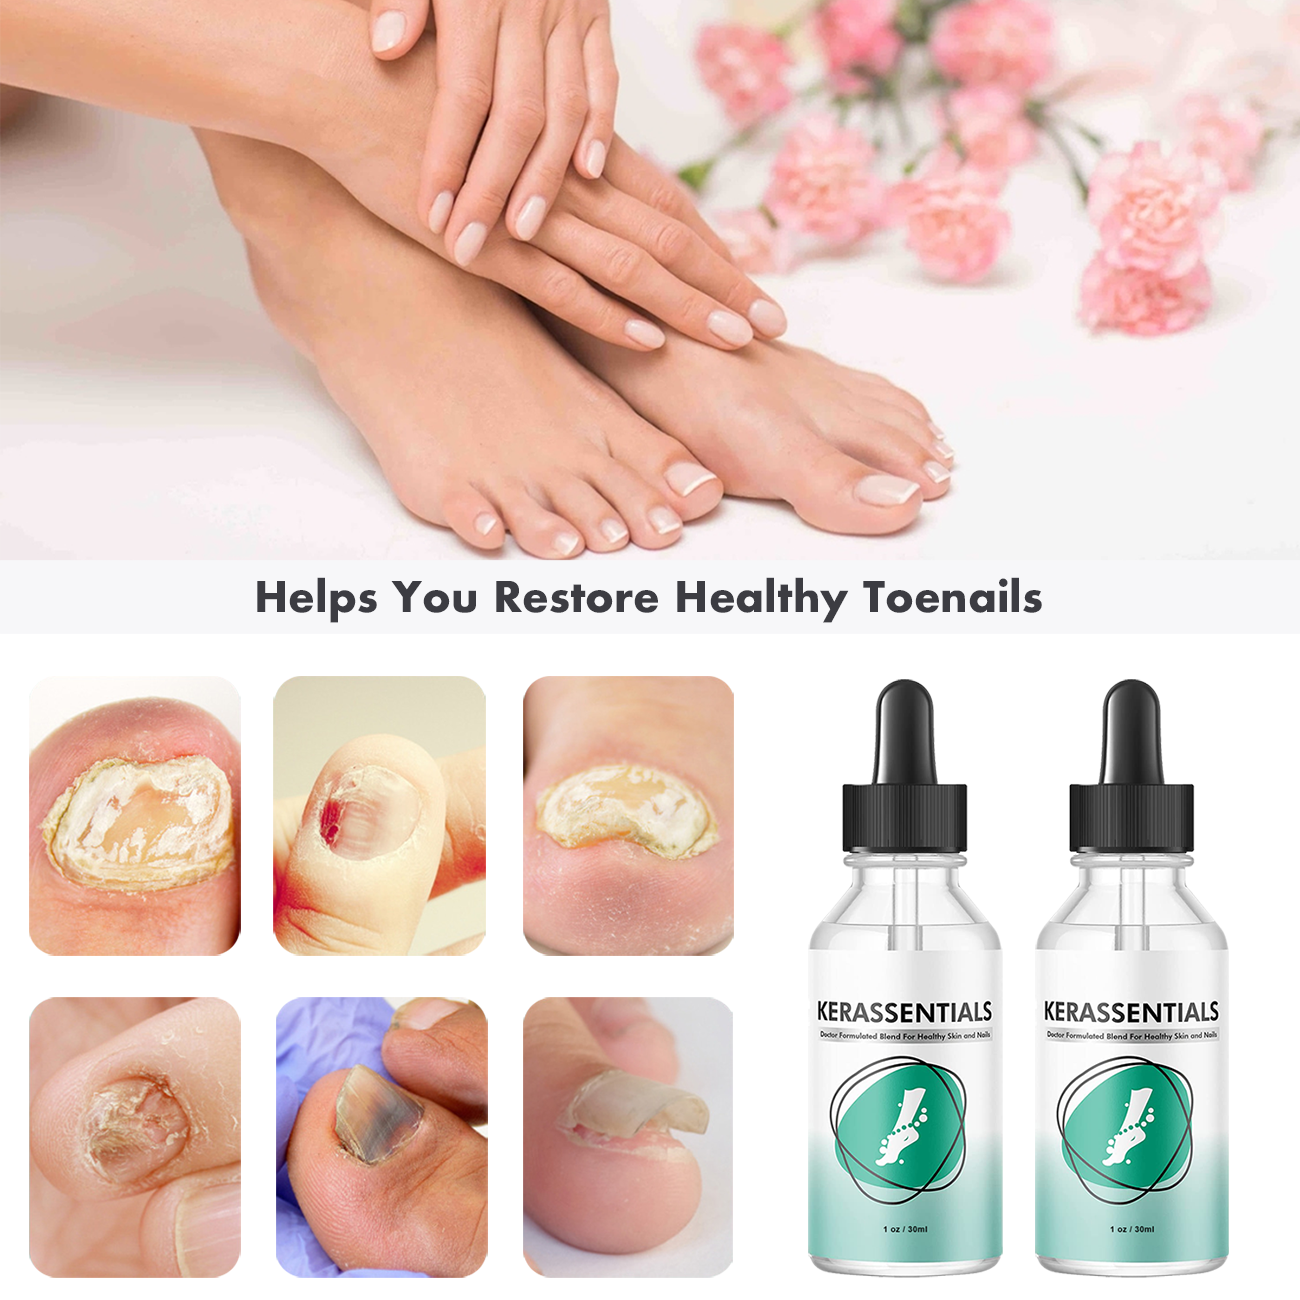 Helps You Restore Healthy Toenails
KERASSENTIALS
Doctor Formulated Blend For Healthy Skin and Nails
1 oz / 30ml
KERASSENTIALS
Doctor Formulated Blend For Healthy Skin and Nails
1 oz / 30ml